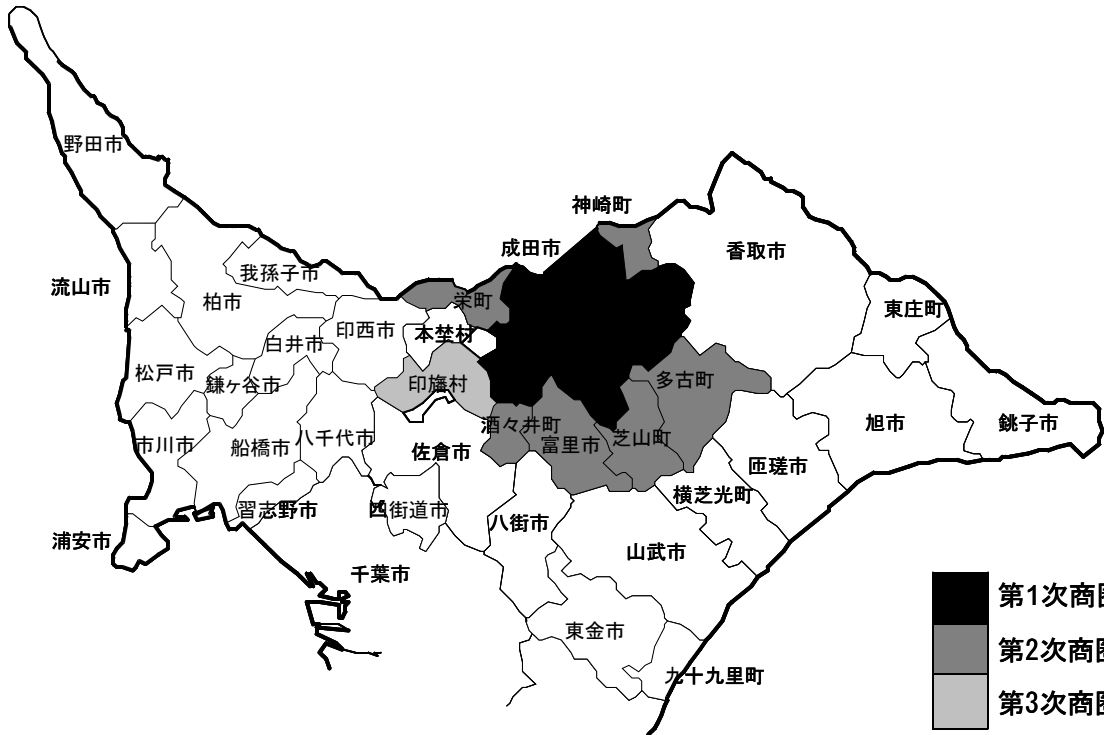 野田市
神崎町
成田市
香取市
我孫子市
流山市
柏市
栄町
東庄町
印西市
本埜村
白井市
松戸市
鎌ヶ谷市
印旛村
多古町
酒々井町
富里市
芝山町
旭市
銚子市
市川市
船橋市
八千代市
佐倉市
匝瑳市
横芝光町
習志野市
四街道市
八街市
浦安市
山武市
千葉市
東金市
九十九里町
第1次商圏
第2次商圏
第3次商圏